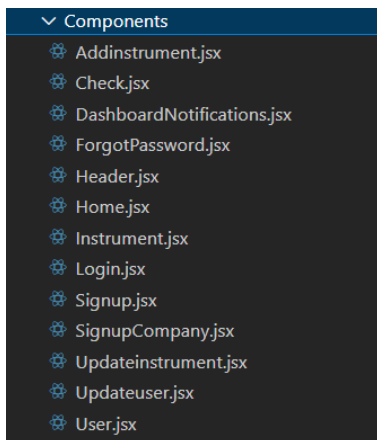 Components
Addinstrument.jsx
Check.jsx
DashboardNotifications.jsx
ForgotPassword.jsx
Header.jsx
Home.jsx
Instrument.jsx
Login.jsx
Signup.jsx
SignupCompany.jsx
Updateinstrument.jsx
Updateuser.jsx
User.jsx